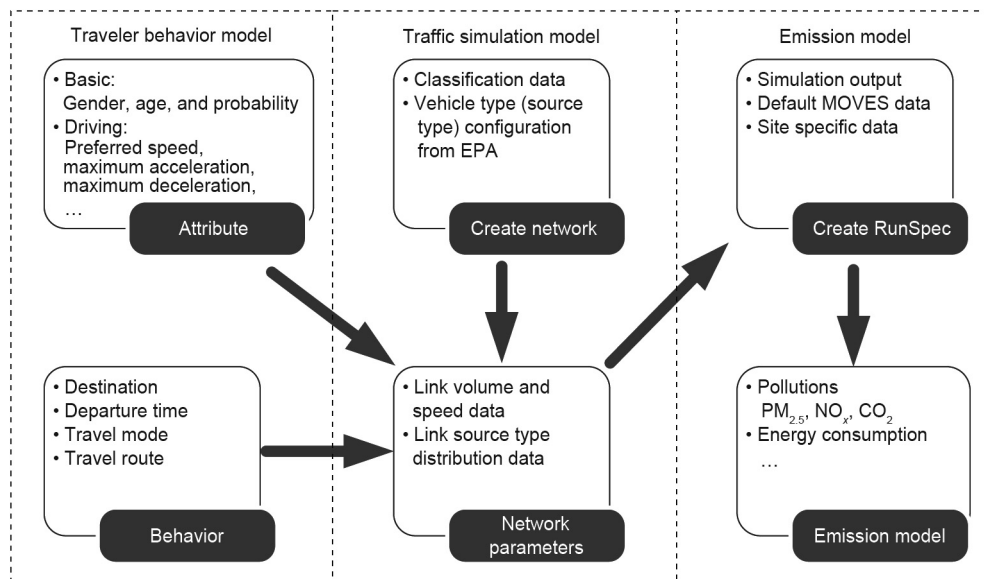 Traveler behavior model
• Basic:
Gender, age, and probability
• Driving:
Preferred speed,
maximum acceleration,
maximum deceleration,
…
Attribute
• Destination
• Departure time
• Travel mode
• Travel route
Behavior
Traffic simulation model
• Classification data
• Vehicle type (source
type) configuration
from EPA
Create network
• Link volume and
speed data
• Link source type
distribution data
Network
parameters
Emission model
• Simulation output
• Default MOVES data
• Site specific data
Create RunSpec
• Pollutions
PM2.5, NOx, CO2
• Energy consumption
…
Emission model